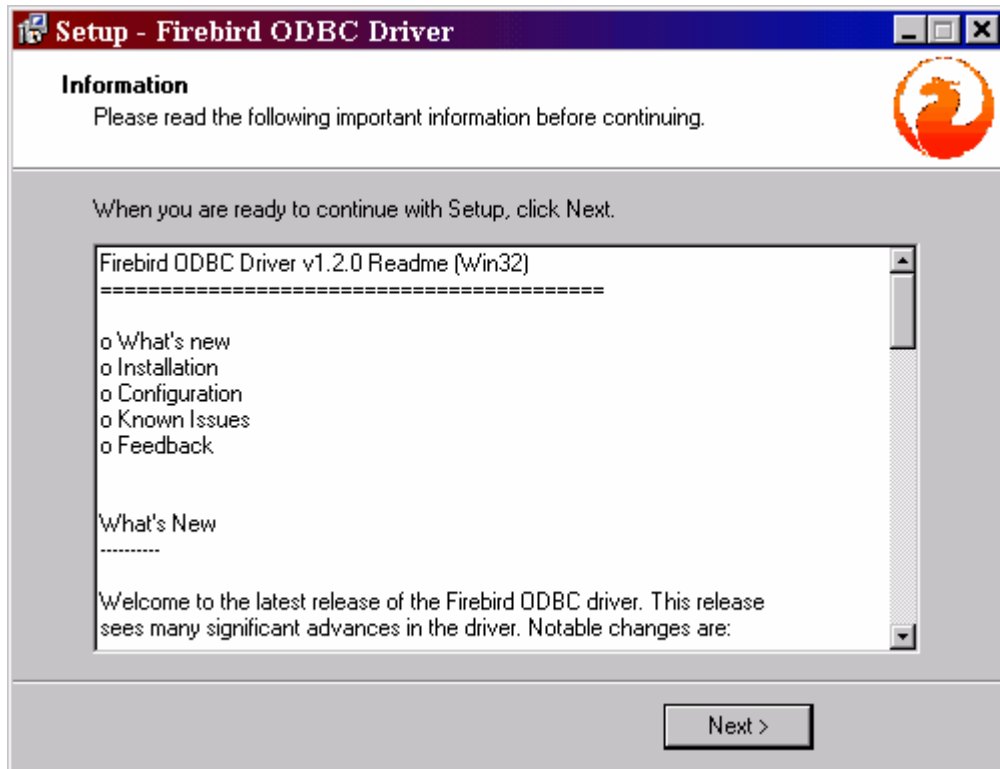 Setup - Firebird ODBC Driver
Information
Please read the following important information before continuing.
When you are ready to continue with Setup, click Next.
Firebird ODBC Driver v1.2.0 Readme (Win32)
==========================================
o What's new
o Installation
o Configuration
o Known Issues
o Feedback
What's New
----------
Welcome to the latest release of the Firebird ODBC driver. This release
sees many significant advances in the driver. Notable changes are:
Next >